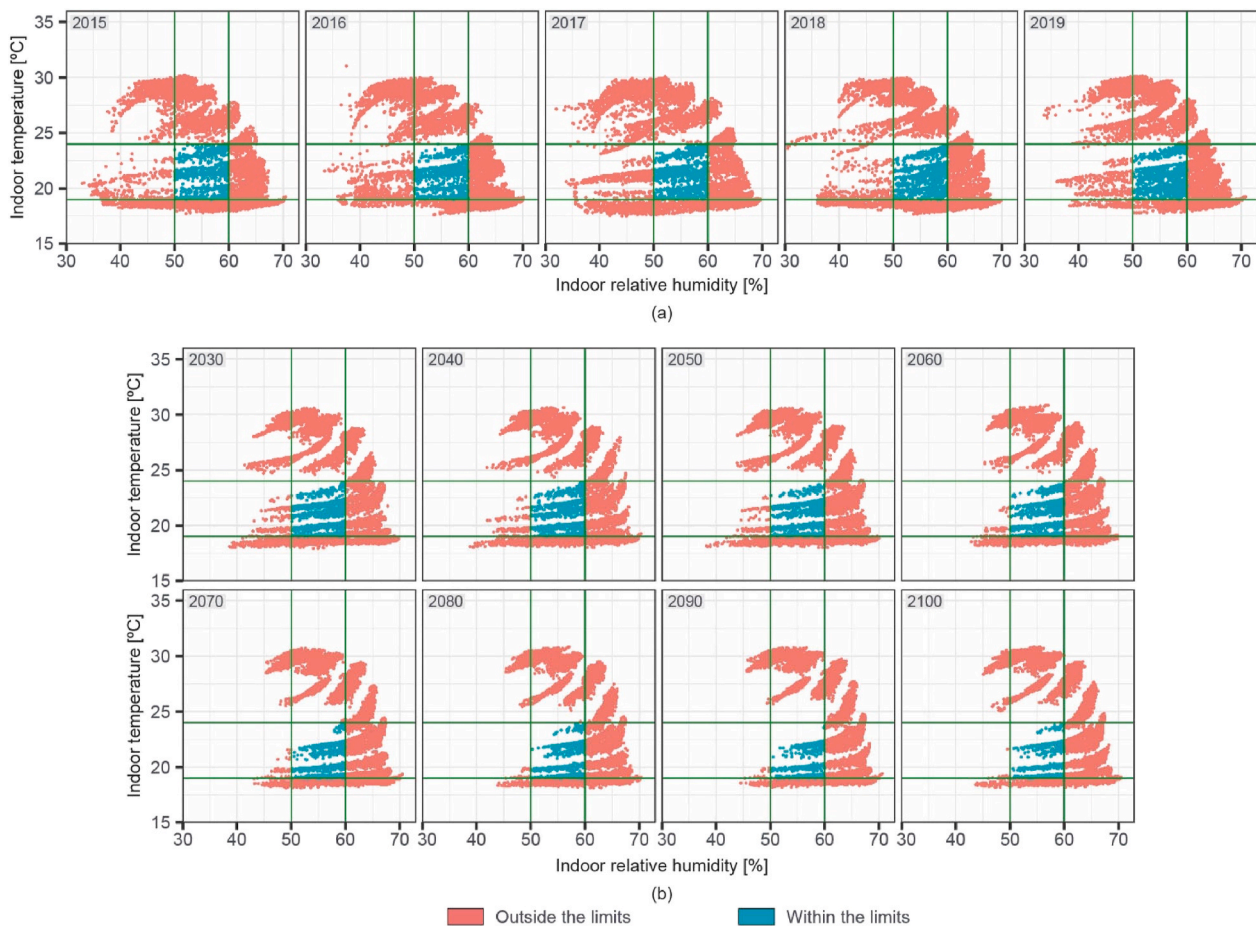 2015 2016 2017 2018 2019
Indoor temperature [ºC]
35
30
25
20
15
30 40 50 60 70 30 40 50 60 70 30 40 50 60 70 30 40 50 60 70 30 40 50 60 70
Indoor relative humidity [%]
(a)
2030 2040 2050 2060
Indoor temperature [ºC]
35
30
25
20
15
2070 2080 2090 2100
Indoor temperature [ºC]
35
30
25
20
15
30 40 50 60 70 30 40 50 60 70 30 40 50 60 70 30 40 50 60 70
Indoor relative humidity [%]
(b)
Outside the limits Within the limits